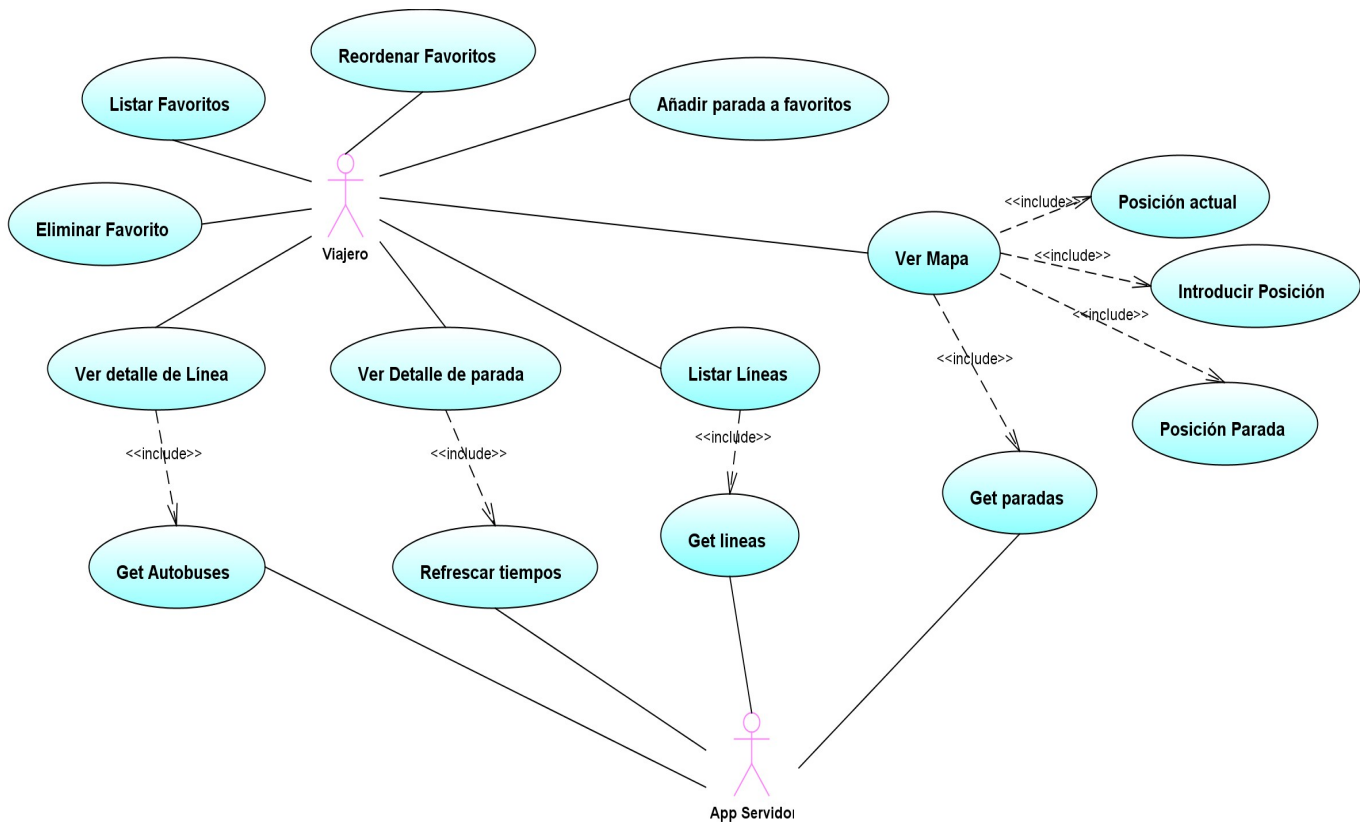 Reordenar Favoritos
Listar Favoritos
Añadir parada a favoritos
Eliminar Favorito
Viajero
Ver Mapa
<<include>>
Posición actual
<<include>>
Introducir Posición
<<include>>
Posición Parada
<<include>>
Ver detalle de Línea
Ver Detalle de parada
Listar Líneas
<<include>>
<<include>>
<<include>>
Get paradas
Get lineas
Get Autobuses
Refrescar tiempos
App Servidor